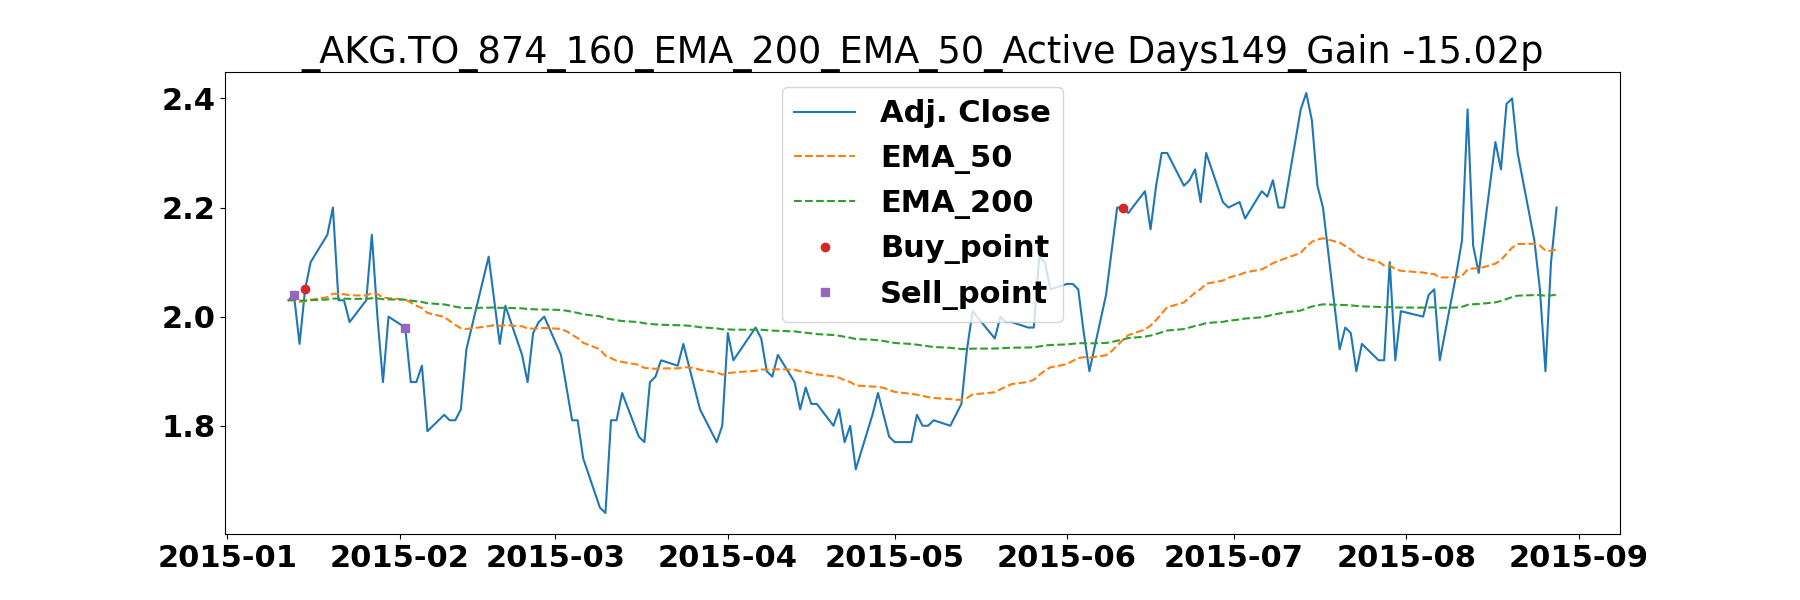 _AKG.TO_874_160_EMA_200_EMA_50_Active Days149_Gain -15.02p
2.4
2.2
2.0
1.8
Adj. Close
EMA_50
EMA_200
Buy_point
Sell_point
2015-01 2015-02 2015-03 2015-04 2015-05 2015-06 2015-07 2015-08 2015-09